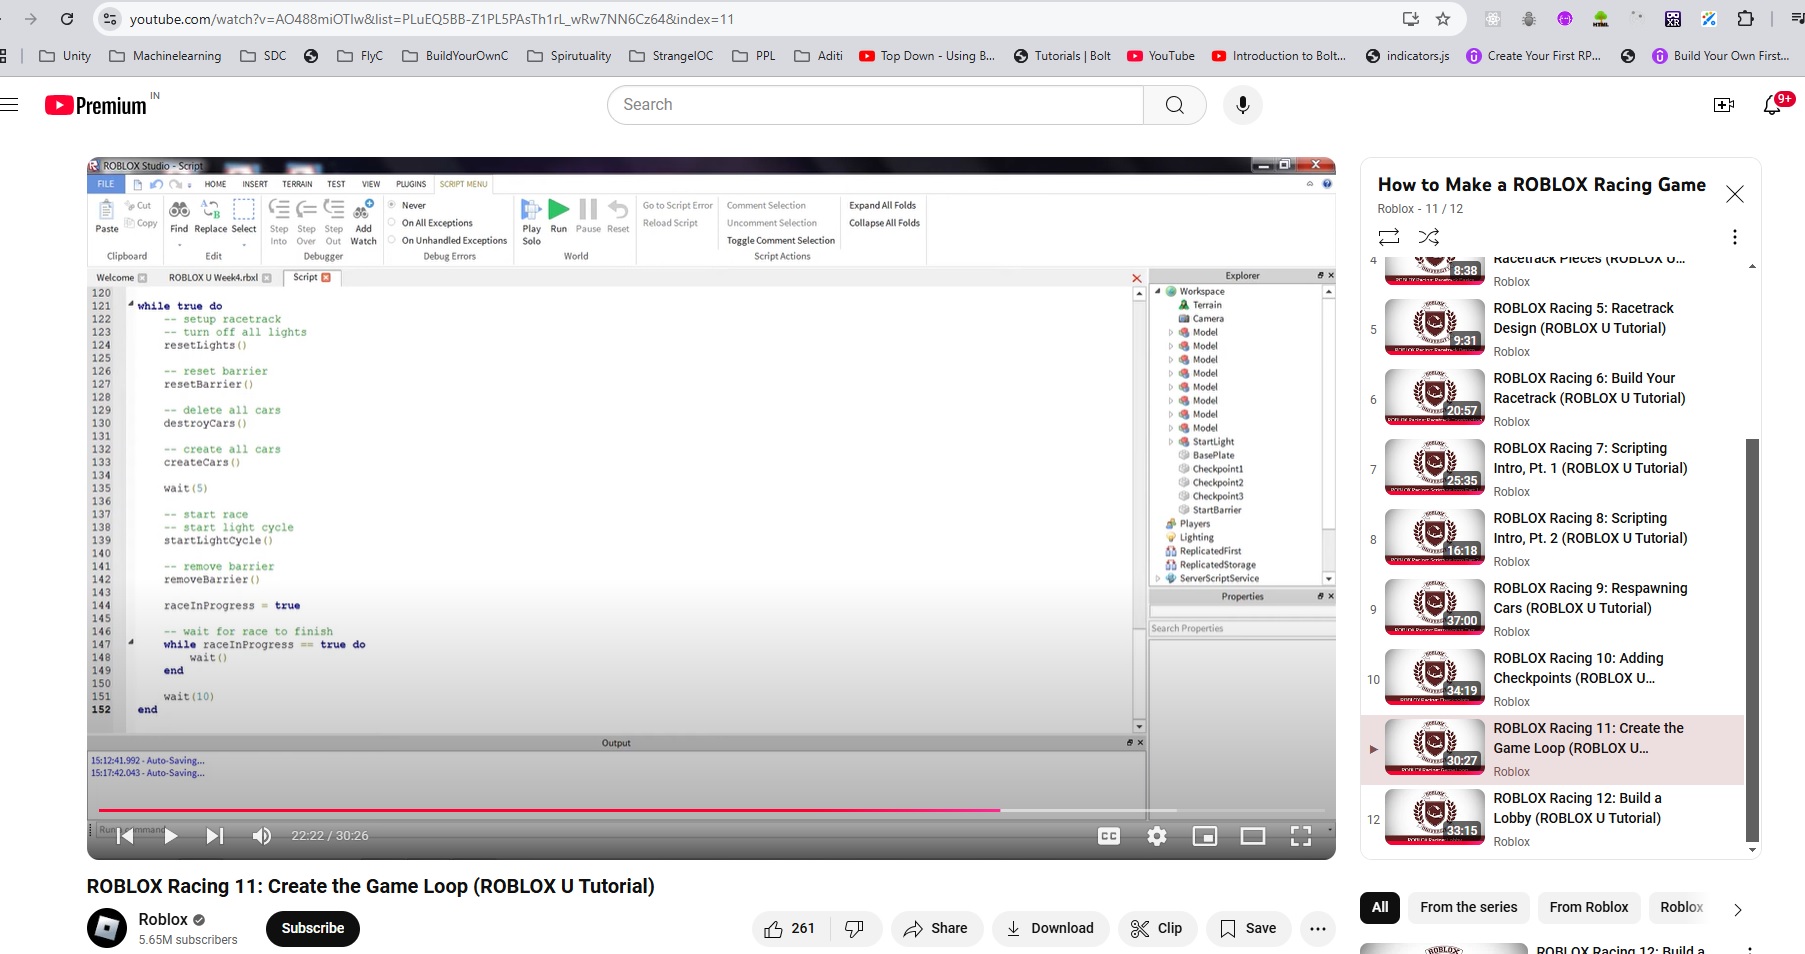 youtube.com/watch?v=AO488miOTIw&list=PLuEQ5BB-Z1PL5PAsTh1rL_wRw7NN6Cz64&index=11
Unity Machinelearning SDC FlyC BuildYourOwnC Spirutuality StrangeIOC PPL Aditi Top Down - Using B... Tutorials | Bolt YouTube Introduction to Bolt... indicators.js Create Your First RP... Build Your Own First...
Premium IN
Search
9+
ROBLOX Studio - Script
FILE HOME INSERT TERRAIN TEST VIEW PLUGINS SCRIPT MENU
Paste Cut Copy
Clipboard
Find Replace Select
Edit
Step Into Step Over Step Out Add Watch
Debugger
Never
On All Exceptions
On Unhandled Exceptions
Debug Errors
Play Solo Run Pause Reset
World
Go to Script Error
Reload Script
Comment Selection
Uncomment Selection
Toggle Comment Selection
Script Actions
Expand All Folds
Collapse All Folds
Welcome ROBLOX U Week4.rbxl Script
120
121 while true do
122 -- setup racetrack
123 -- turn off all lights
124 resetLights()
125
126 -- reset barrier
127 resetBarrier()
128
129 -- delete all cars
130 destroyCars()
131
132 -- create all cars
133 createCars()
134
135 wait(5)
136
137 -- start race
138 -- start light cycle
139 startLightCycle()
140
141 -- remove barrier
142 removeBarrier()
143
144 raceInProgress = true
145
146 -- wait for race to finish
147 while raceInProgress == true do
148 wait()
149 end
150
151 wait(10)
152 end
Explorer
Workspace
Terrain
Camera
Model
Model
Model
Model
Model
Model
Model
Model
StartLight
BasePlate
Checkpoint1
Checkpoint2
Checkpoint3
StartBarrier
Players
Lighting
ReplicatedFirst
ReplicatedStorage
ServerScriptService
Properties
Search Properties
Output
15:12:41.992 - Auto-Saving...
15:17:42.043 - Auto-Saving...
22:22 / 30:26
CC
ROBLOX Racing 11: Create the Game Loop (ROBLOX U Tutorial)
Roblox
5.65M subscribers
Subscribe
261
Share
Download
Clip
Save
How to Make a ROBLOX Racing Game
Roblox - 11 / 12
4 8:38 Racetrack Pieces (ROBLOX U...
Roblox
5 9:31 ROBLOX Racing 5: Racetrack
Design (ROBLOX U Tutorial)
Roblox
6 20:57 ROBLOX Racing 6: Build Your
Racetrack (ROBLOX U Tutorial)
Roblox
7 25:35 ROBLOX Racing 7: Scripting
Intro, Pt. 1 (ROBLOX U Tutorial)
Roblox
8 16:18 ROBLOX Racing 8: Scripting
Intro, Pt. 2 (ROBLOX U Tutorial)
Roblox
9 37:00 ROBLOX Racing 9: Respawning
Cars (ROBLOX U Tutorial)
Roblox
10 34:19 ROBLOX Racing 10: Adding
Checkpoints (ROBLOX U...
Roblox
30:27 ROBLOX Racing 11: Create the
Game Loop (ROBLOX U...
Roblox
12 33:15 ROBLOX Racing 12: Build a
Lobby (ROBLOX U Tutorial)
Roblox
All
From the series
From Roblox
Roblox
ROBLOX Racing 12: Build a